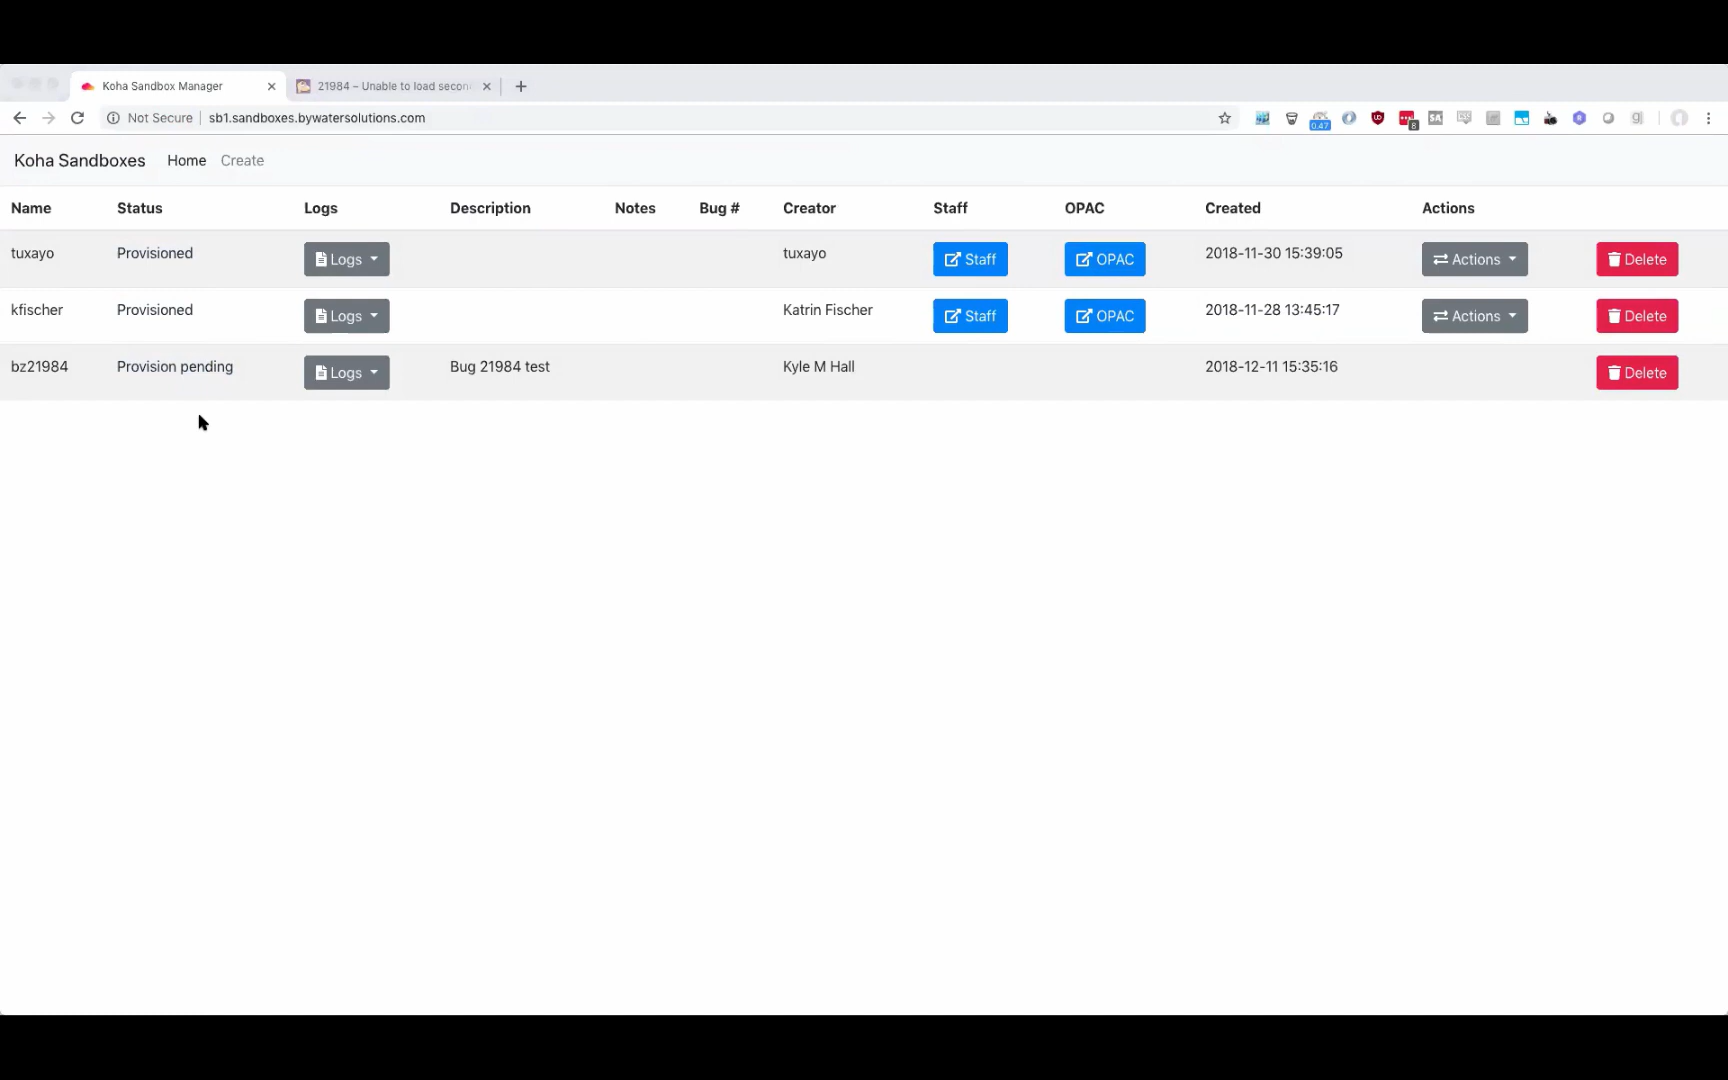 Koha Sandbox Manager
21984 – Unable to load secon
Not Secure sb1.sandboxes.bywatersolutions.com
0.47
8
Koha Sandboxes Home Create
Name Status Logs Description Notes Bug # Creator Staff OPAC Created Actions
tuxayo Provisioned Logs tuxayo Staff OPAC 2018-11-30 15:39:05 Actions Delete
kfischer Provisioned Logs Katrin Fischer Staff OPAC 2018-11-28 13:45:17 Actions Delete
bz21984 Provision pending Logs Bug 21984 test Kyle M Hall 2018-12-11 15:35:16 Delete